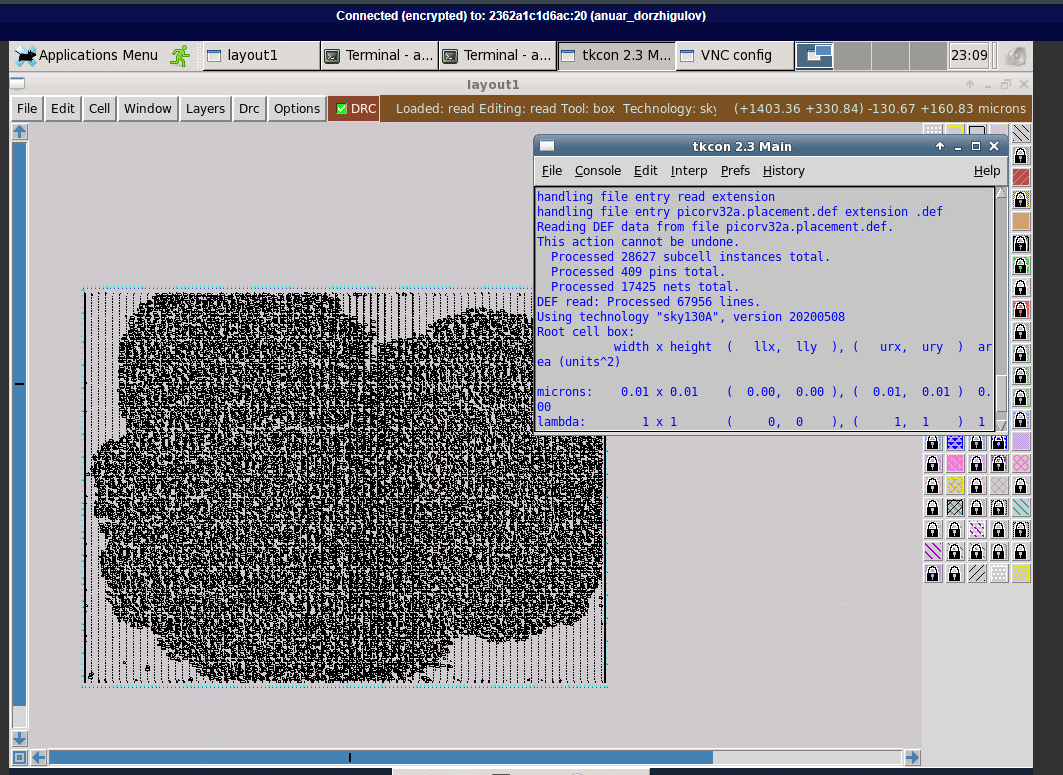 Connected (encrypted) to: 2362a1c1d6ac:20 (anuar_dorzhigulov)
Applications Menu
layout1
Terminal - a...
Terminal - a...
tkcon 2.3 M...
VNC config
23:09
layout1
File
Edit
Cell
Window
Layers
Drc
Options
DRC
Loaded: read Editing: read Tool: box Technology: sky
(+1403.36 +330.84) -130.67 +160.83 microns
tkcon 2.3 Main
File
Console
Edit
Interp
Prefs
History
Help
handling file entry read extension
handling file entry picorv32a.placement.def extension .def
Reading DEF data from file picorv32a.placement.def.
This action cannot be undone.
Processed 28627 subcell instances total.
Processed 409 pins total.
Processed 17425 nets total.
DEF read: Processed 67956 lines.
Using technology "sky130A", version 20200508
Root cell box:
width x height ( llx, lly ), ( urx, ury ) ar
ea (units^2)
microns: 0.01 x 0.01 ( 0.00, 0.00 ), ( 0.01, 0.01 ) 0.
00
lambda: 1 x 1 ( 0, 0 ), ( 1, 1 ) 1